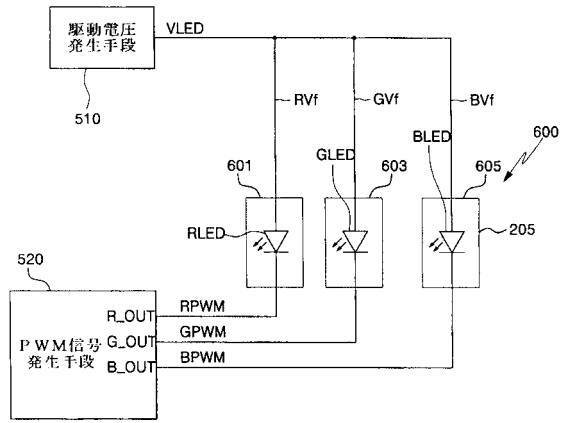 駆動電圧
発生手段
VLED
510
RVf
GVf
BVf
600
GLED
BLED
601
603
605
RLED
205
520
R_OUT
RPWM
PWM信号
発生手段
G_OUT
GPWM
B_OUT
BPWM